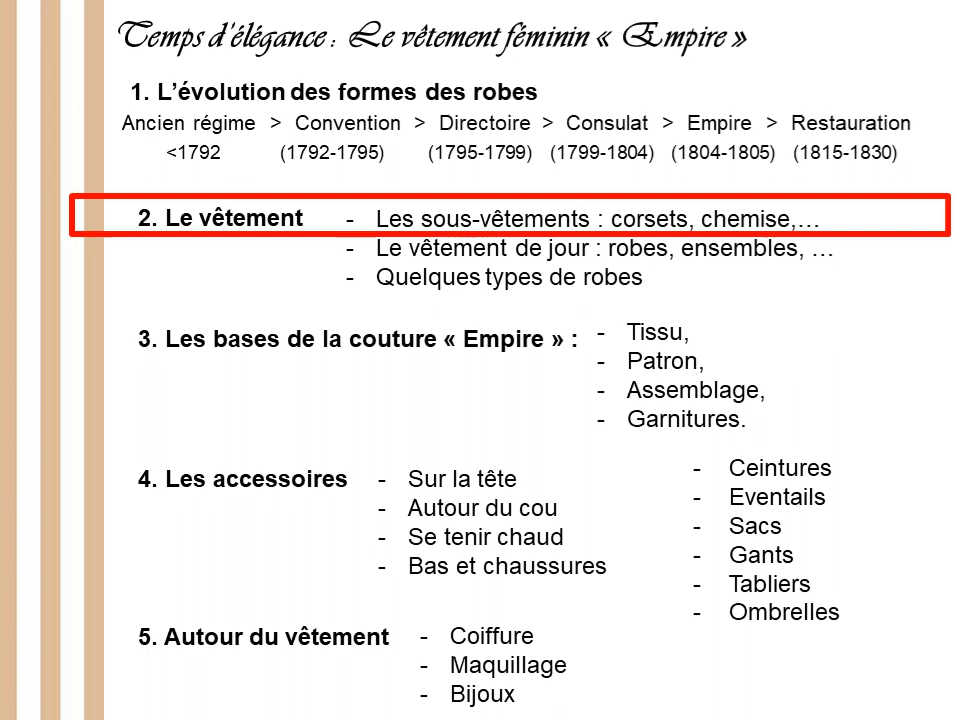 Temps d'élégance : Le vêtement féminin « Empire »
1. L’évolution des formes des robes
Ancien régime > Convention > Directoire > Consulat > Empire > Restauration
<1792 (1792-1795) (1795-1799) (1799-1804) (1804-1805) (1815-1830)
2. Le vêtement - Les sous-vêtements : corsets, chemise,…
- Le vêtement de jour : robes, ensembles, …
- Quelques types de robes
3. Les bases de la couture « Empire » : - Tissu,
- Patron,
- Assemblage,
- Garnitures.
4. Les accessoires - Sur la tête
- Autour du cou
- Se tenir chaud
- Bas et chaussures
- Ceintures
- Eventails
- Sacs
- Gants
- Tabliers
- Ombrelles
5. Autour du vêtement - Coiffure
- Maquillage
- Bijoux